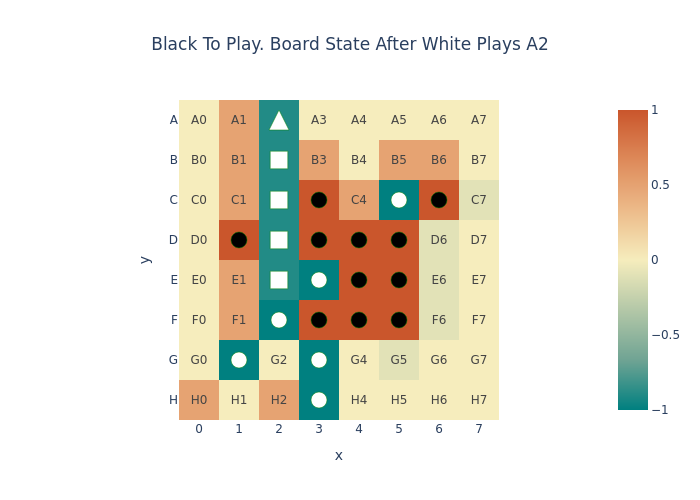 Black To Play. Board State After White Plays A2
A A0 A1 A3 A4 A5 A6 A7
B B0 B1 B3 B4 B5 B6 B7
C C0 C1 C4 C7
D D0 D6 D7
E E0 E1 E6 E7
F F0 F1 F6 F7
G G0 G2 G4 G5 G6 G7
H H0 H1 H2 H4 H5 H6 H7
0 1 2 3 4 5 6 7
x
y
1
0.5
0
−0.5
−1